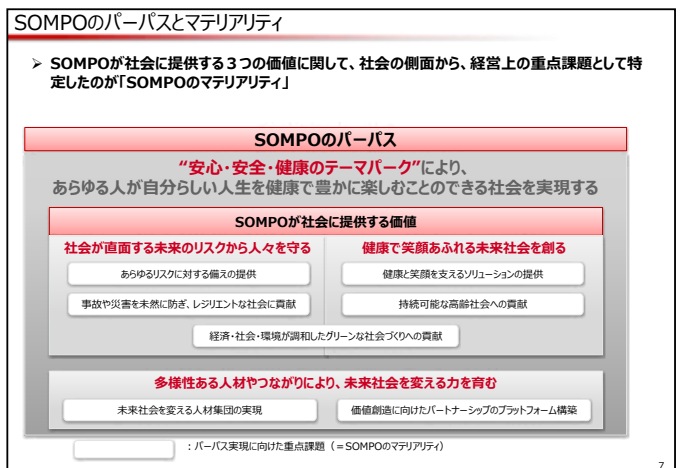 SOMPOのパーパスとマテリアリティ
➢ SOMPOが社会に提供する３つの価値に関して、社会の側面から、経営上の重点課題として特
定したのが「SOMPOのマテリアリティ」
SOMPOのパーパス
“安心・安全・健康のテーマパーク”により、
あらゆる人が自分らしい人生を健康で豊かに楽しむことのできる社会を実現する
SOMPOが社会に提供する価値
社会が直面する未来のリスクから人々を守る
あらゆるリスクに対する備えの提供
事故や災害を未然に防ぎ、レジリエントな社会に貢献
健康で笑顔あふれる未来社会を創る
健康と笑顔を支えるソリューションの提供
持続可能な高齢社会への貢献
経済・社会・環境が調和したグリーンな社会づくりへの貢献
多様性ある人材やつながりにより、未来社会を変える力を育む
未来社会を変える人材集団の実現
価値創造に向けたパートナーシップのプラットフォーム構築
：パーパス実現に向けた重点課題（＝SOMPOのマテリアリティ）
7